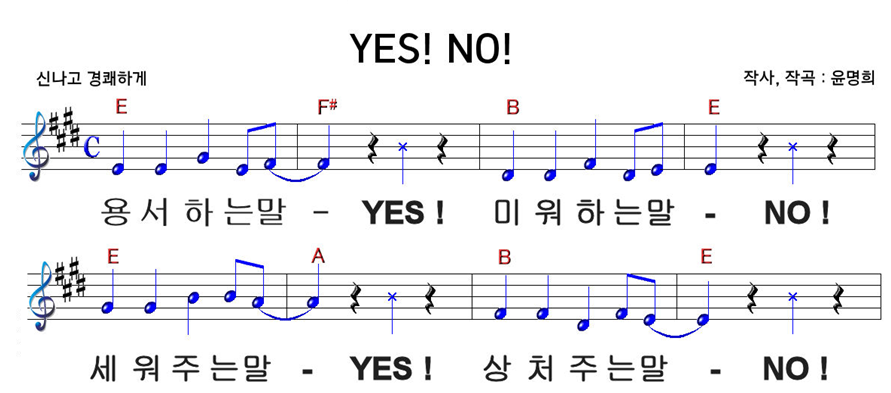 YES! NO!
신나고 경쾌하게
작사, 작곡 : 윤명희
E F# B E
용서하는말 - YES ! 미워하는말 - NO !
E A B E
세워주는말 - YES ! 상처주는말 - NO !